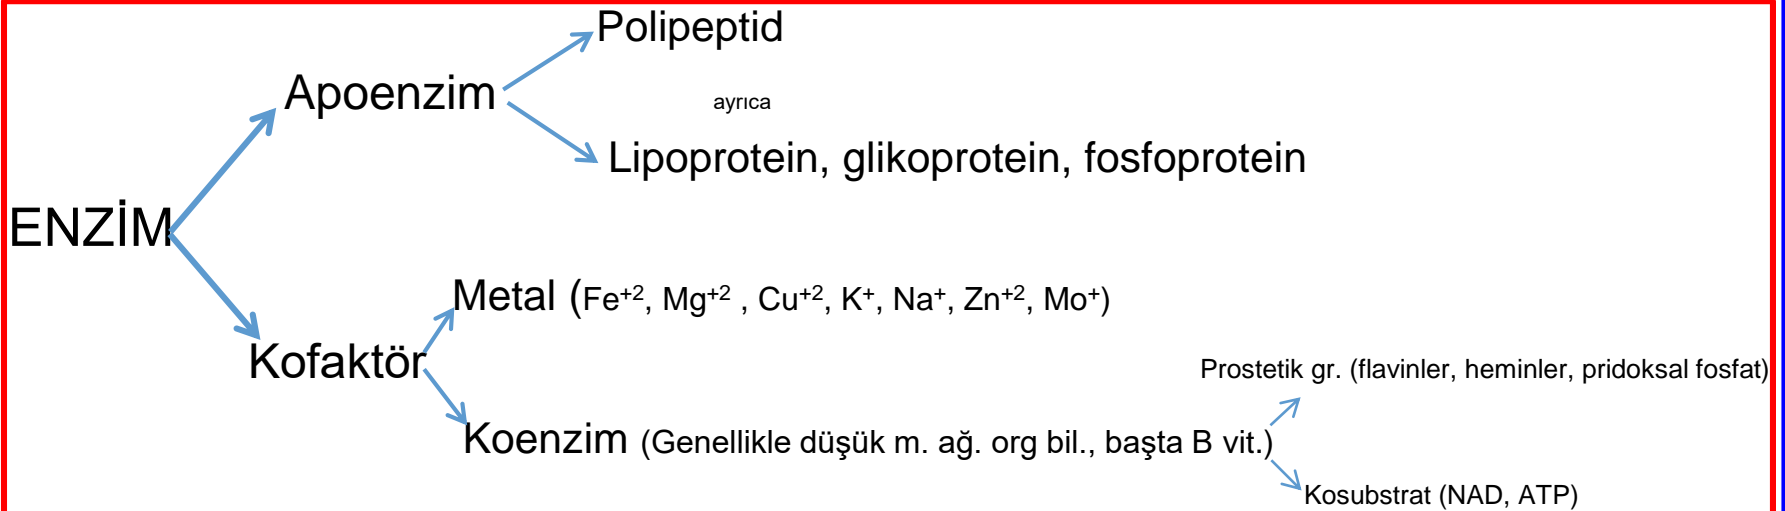 Polipeptid
Apoenzim
ayrıca
Lipoprotein, glikoprotein, fosfoprotein
ENZİM
Metal (Fe⁺², Mg⁺² , Cu⁺², K⁺, Na⁺, Zn⁺², Mo⁺)
Kofaktör
Prostetik gr. (flavinler, heminler, pridoksal fosfat)
Koenzim (Genellikle düşük m. ağ. org bil., başta B vit.)
Kosubstrat (NAD, ATP)